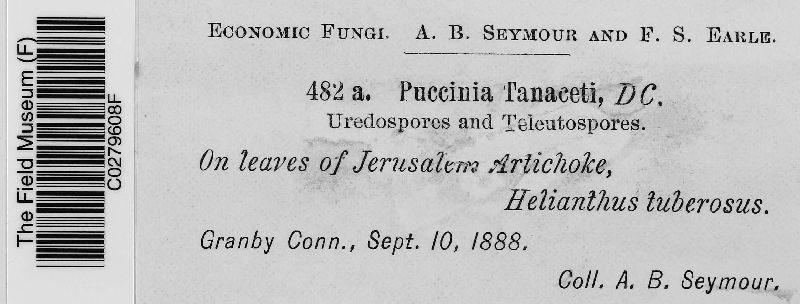 The Field Museum (F)
C0279608F
ECONOMIC FUNGI. A. B. SEYMOUR AND F. S. EARLE.
482 a. Puccinia Tanaceti, DC.
Uredospores and Teleutospores.
On leaves of Jerusalem Artichoke,
Helianthus tuberosus.
Granby Conn., Sept. 10, 1888.
Coll. A. B. Seymour.